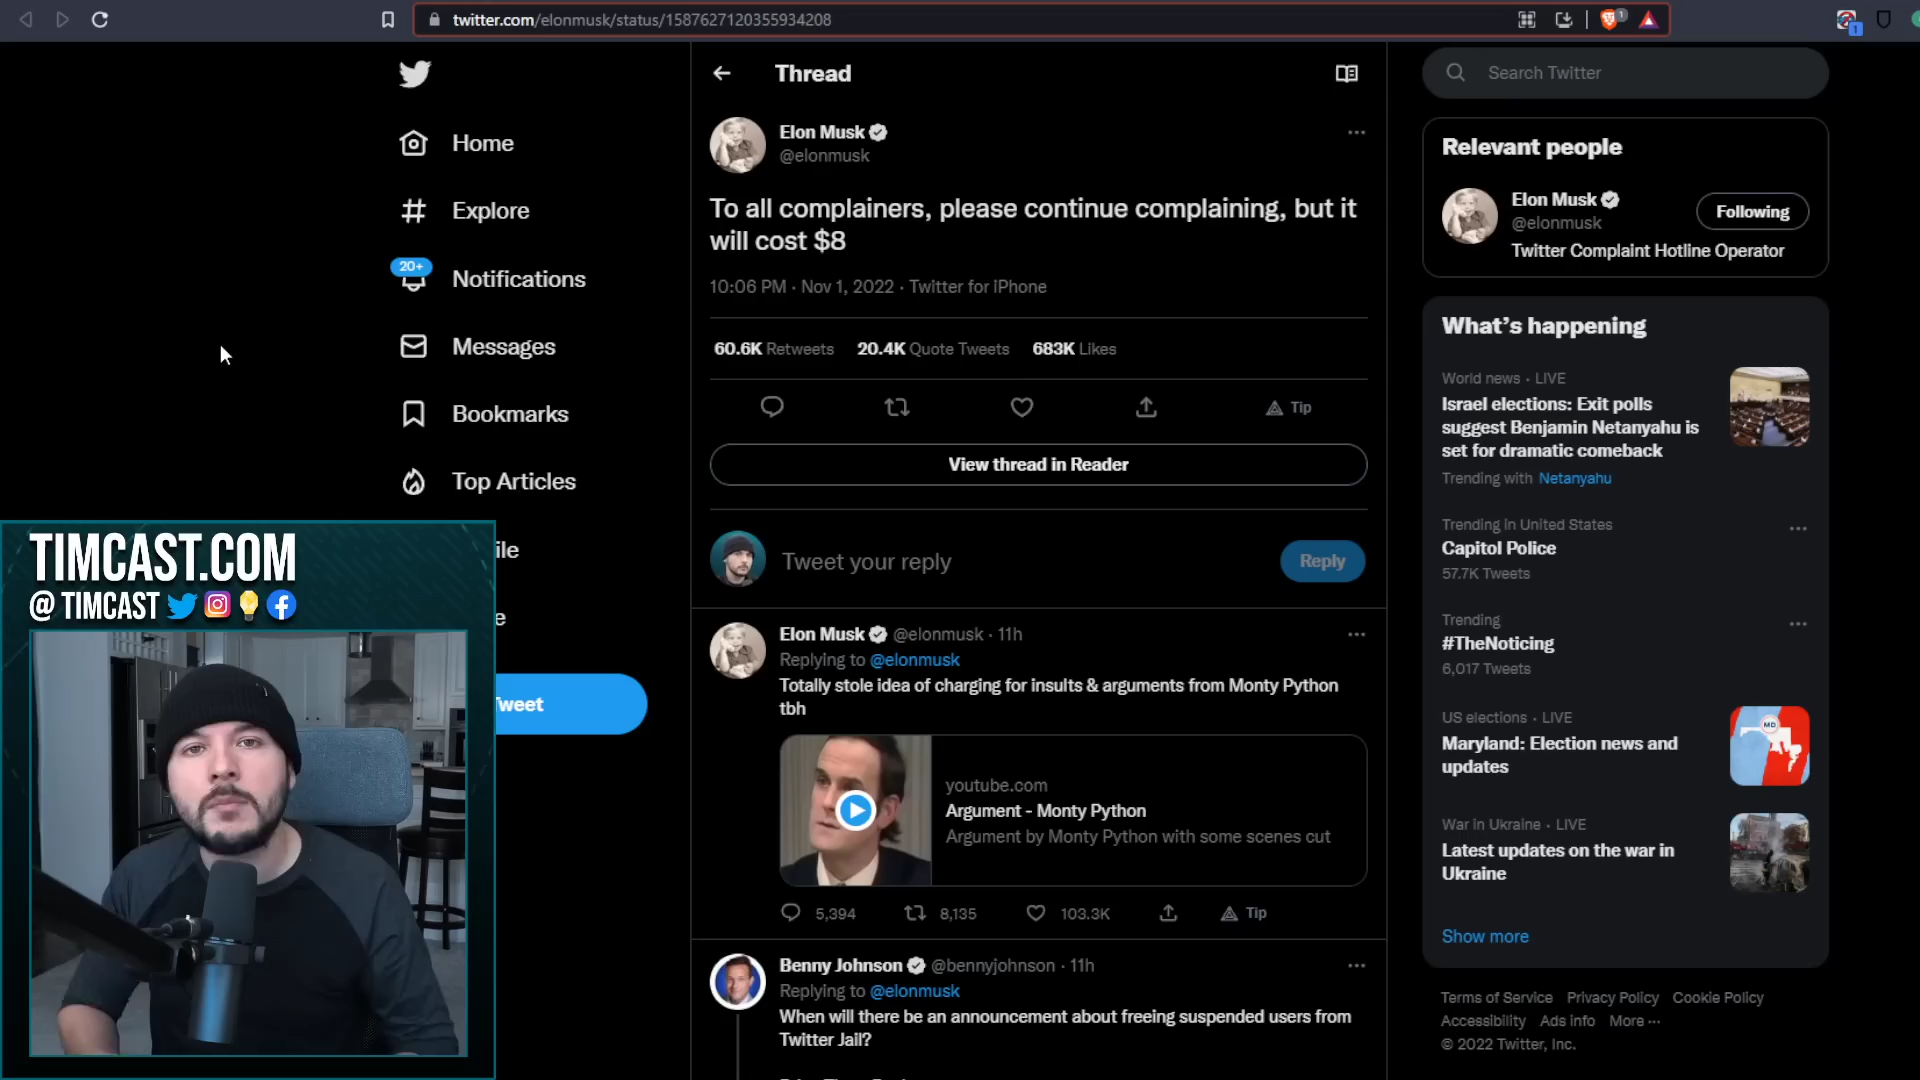 twitter.com/elonmusk/status/1587627120355934208
1
1
Thread
Search Twitter
Home
Explore
20+
Notifications
Messages
Bookmarks
Top Articles
ile
e
Tweet
Elon Musk
@elonmusk
To all complainers, please continue complaining, but it
will cost $8
10:06 PM · Nov 1, 2022 · Twitter for iPhone
60.6K Retweets 20.4K Quote Tweets 683K Likes
Tip
View thread in Reader
Tweet your reply
Reply
Elon Musk @elonmusk · 11h
Replying to @elonmusk
Totally stole idea of charging for insults & arguments from Monty Python
tbh
youtube.com
Argument - Monty Python
Argument by Monty Python with some scenes cut
5,394 8,135 103.3K Tip
Benny Johnson @bennyjohnson · 11h
Replying to @elonmusk
When will there be an announcement about freeing suspended users from
Twitter Jail?
Relevant people
Elon Musk
@elonmusk
Following
Twitter Complaint Hotline Operator
What's happening
World news · LIVE
Israel elections: Exit polls
suggest Benjamin Netanyahu is
set for dramatic comeback
Trending with Netanyahu
Trending in United States
Capitol Police
57.7K Tweets
Trending
#TheNoticing
6,017 Tweets
US elections · LIVE
Maryland: Election news and
updates
MD
War in Ukraine · LIVE
Latest updates on the war in
Ukraine
Show more
Terms of Service Privacy Policy Cookie Policy
Accessibility Ads info More ···
© 2022 Twitter, Inc.
TIMCAST.COM
@ TIMCAST